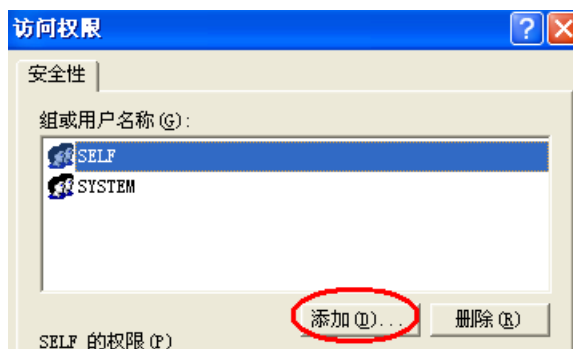 访问权限
安全性
组或用户名称(G):
SELF
SYSTEM
添加(D)... 删除(R)
SELF 的权限(P)